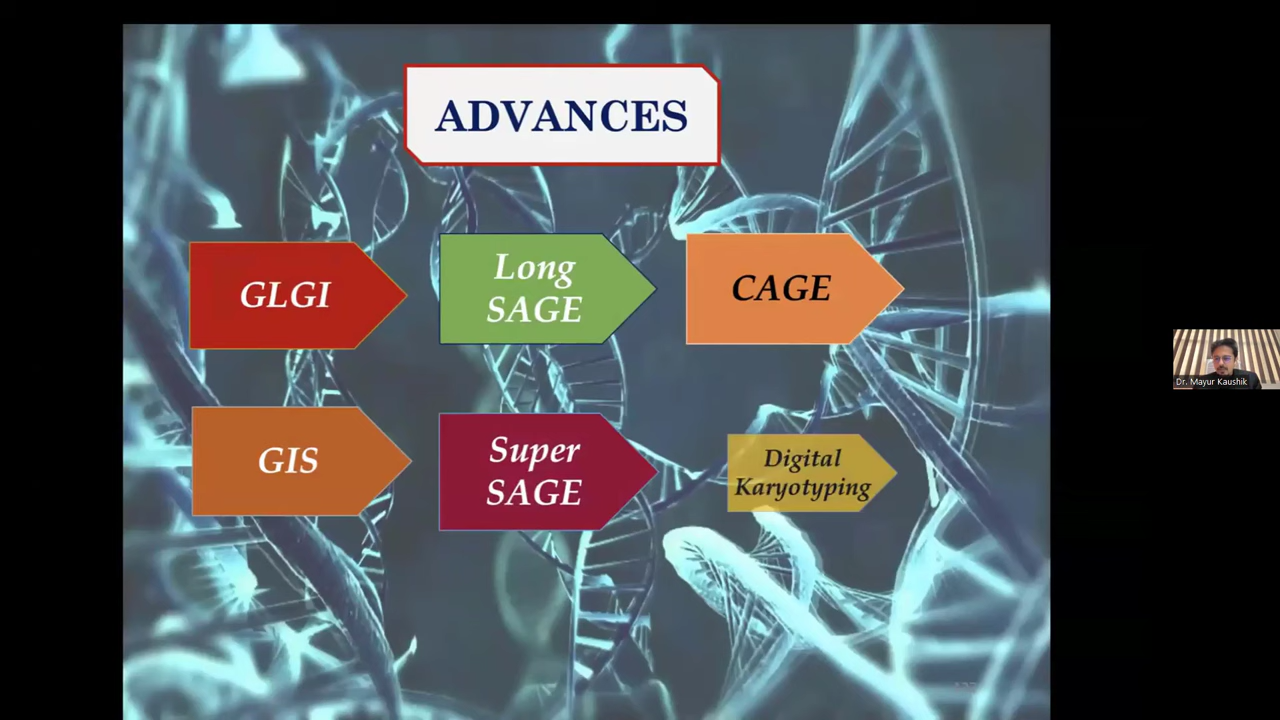 ADVANCES
GLGI
Long
SAGE
CAGE
GIS
Super
SAGE
Digital
Karyotyping
Dr. Mayur Kaushik